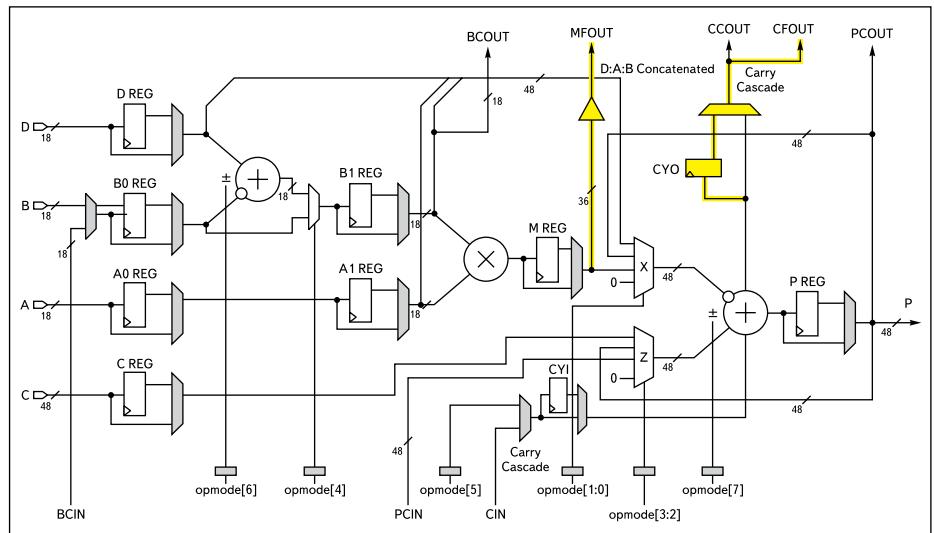 BCOUT
MFOUT
CCOUT
CFOUT
PCOUT
D:A:B Concatenated
Carry
Cascade
48
18
D REG
D
18
48
B1 REG
CYO
±
18
B0 REG
B
18
18
36
M REG
18
X
48
0
A0 REG
A1 REG
P REG
A
18
18
P
48
±
Z
48
0
C REG
C
48
CYI
48
48
Carry
Cascade
opmode[6]
opmode[4]
opmode[5]
opmode[1:0]
opmode[7]
BCIN
PCIN
CIN
opmode[3:2]